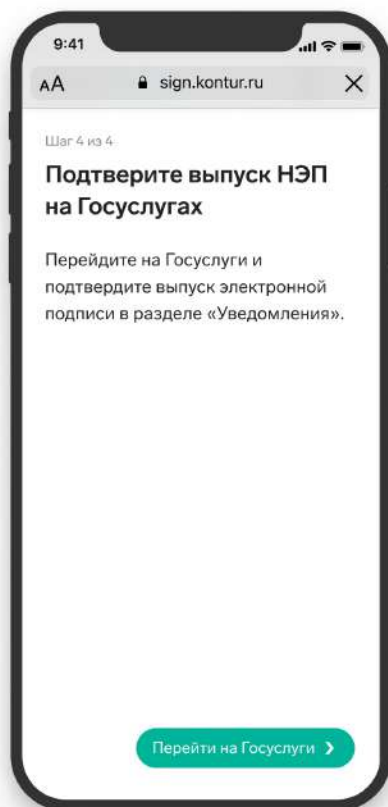 9:41
AA sign.kontur.ru
Шаг 4 из 4
Подтверите выпуск НЭП
на Госуслугах
Перейдите на Госуслуги и
подтвердите выпуск электронной
подписи в разделе «Уведомления».
Перейти на Госуслуги